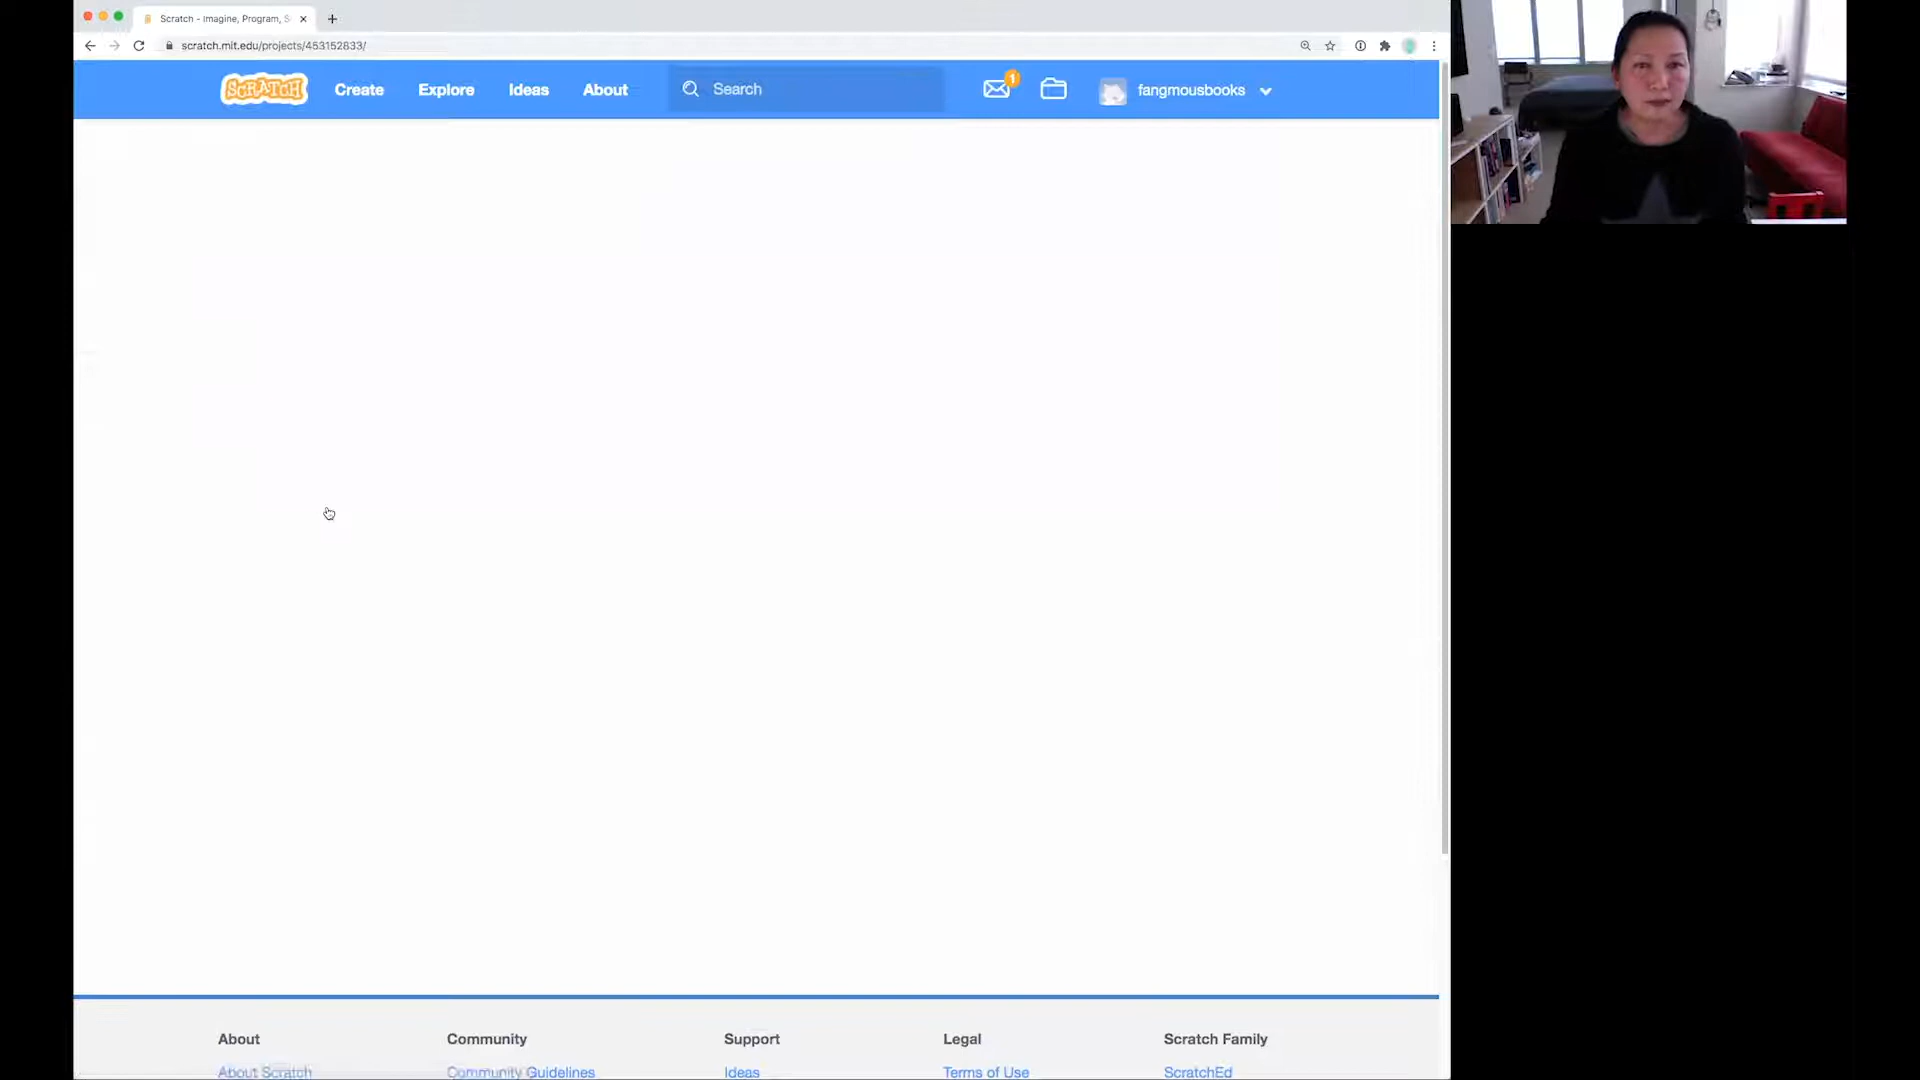 Scratch - Imagine, Program, S
scratch.mit.edu/projects/453152833/
SCRATCH
Create
Explore
Ideas
About
Search
1
fangmousbooks
About
Community
Support
Legal
Scratch Family
About Scratch
Community Guidelines
Ideas
Terms of Use
ScratchEd